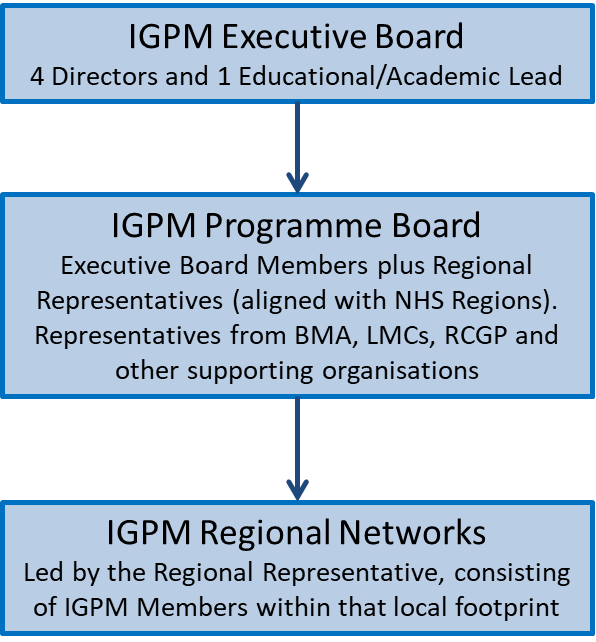 IGPM Executive Board
4 Directors and 1 Educational/Academic Lead
IGPM Programme Board
Executive Board Members plus Regional
Representatives (aligned with NHS Regions).
Representatives from BMA, LMCs, RCGP and
other supporting organisations
IGPM Regional Networks
Led by the Regional Representative, consisting
of IGPM Members within that local footprint